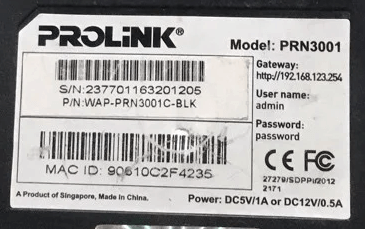 PROLiNK®
Model: PRN3001
S/N:237701163201205
P/N:WAP-PRN3001C-BLK
Gateway:
http://192.168.123.254
User name:
admin
Password:
password
MAC ID: 90610C2F4235
CE FC
27279/SDPPI/2012
2171
A Product of Singapore, Made In China.
Power: DC5V/1A or DC12V/0.5A